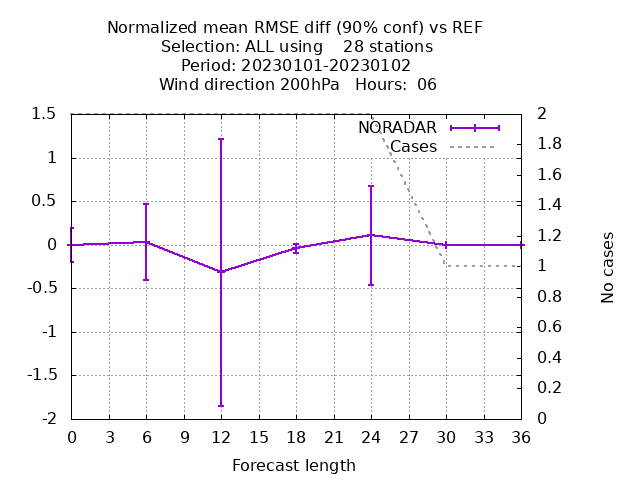 Normalized mean RMSE diff (90% conf) vs REF
Selection: ALL using    28 stations
Period: 20230101-20230102
Wind direction 200hPa   Hours:  06
NORADAR
Cases
1.5
1
0.5
0
-0.5
-1
-1.5
-2
2
1.8
1.6
1.4
1.2
1
0.8
0.6
0.4
0.2
0
No cases
0 3 6 9 12 15 18 21 24 27 30 33 36
Forecast length